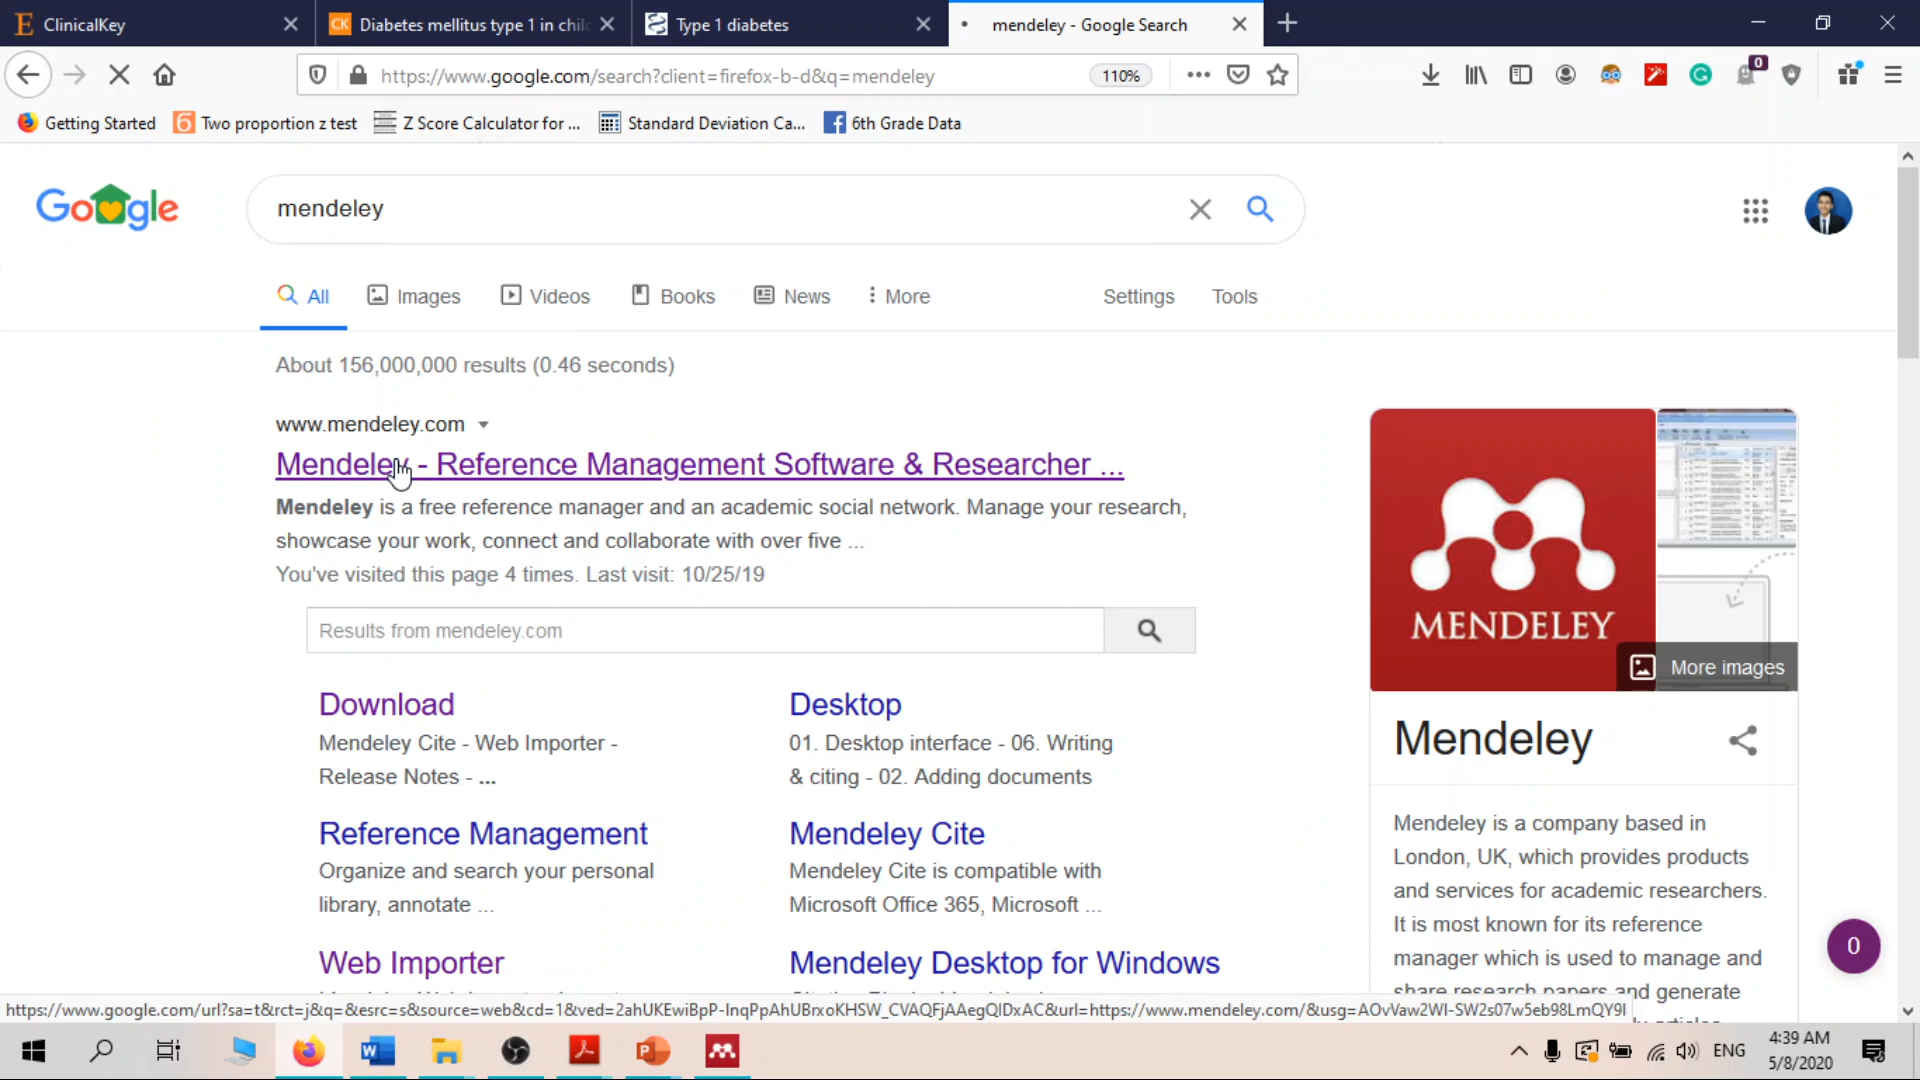 ClinicalKey
CK Diabetes mellitus type 1 in chil
Type 1 diabetes
mendeley - Google Search
https://www.google.com/search?client=firefox-b-d&q=mendeley
110%
0
Getting Started
Two proportion z test
Z Score Calculator for ...
Standard Deviation Ca...
6th Grade Data
Google
mendeley
All
Images
Videos
Books
News
More
Settings
Tools
About 156,000,000 results (0.46 seconds)
www.mendeley.com
Mendeley - Reference Management Software & Researcher ...
Mendeley is a free reference manager and an academic social network. Manage your research,
showcase your work, connect and collaborate with over five ...
You've visited this page 4 times. Last visit: 10/25/19
Results from mendeley.com
Download
Mendeley Cite - Web Importer -
Release Notes - ...
Desktop
01. Desktop interface - 06. Writing
& citing - 02. Adding documents
Reference Management
Organize and search your personal
library, annotate ...
Mendeley Cite
Mendeley Cite is compatible with
Microsoft Office 365, Microsoft ...
Web Importer
Mendeley Desktop for Windows
MENDELEY
More images
Mendeley
Mendeley is a company based in
London, UK, which provides products
and services for academic researchers.
It is most known for its reference
manager which is used to manage and
share research papers and generate
0
https://www.google.com/url?sa=t&rct=j&q=&esrc=s&source=web&cd=1&ved=2ahUKEwiBpP-InqPpAhUBrxoKHSW_CVAQFjAAegQIDxAC&url=https://www.mendeley.com/&usg=AOvVaw2WI-SW2s07w5eb98LmQY9l
ENG
4:39 AM
5/8/2020